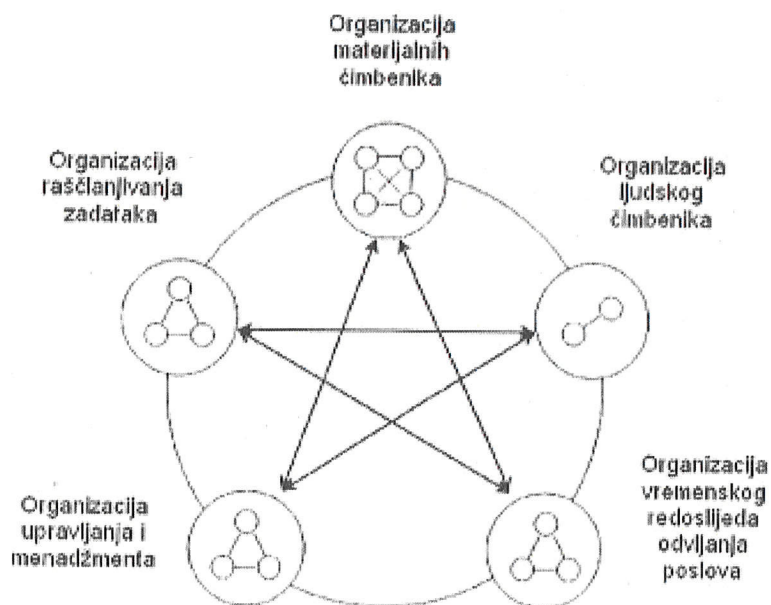 Organizacija
materijalnih
čimbenika
Organizacija
raščlanjivanja
zadataka
Organizacija
ljudskog
čimbenika
Organizacija
upravljanja i
menadžmenta
Organizacija
vremenskog
redoslijeda
odvijanja
poslova